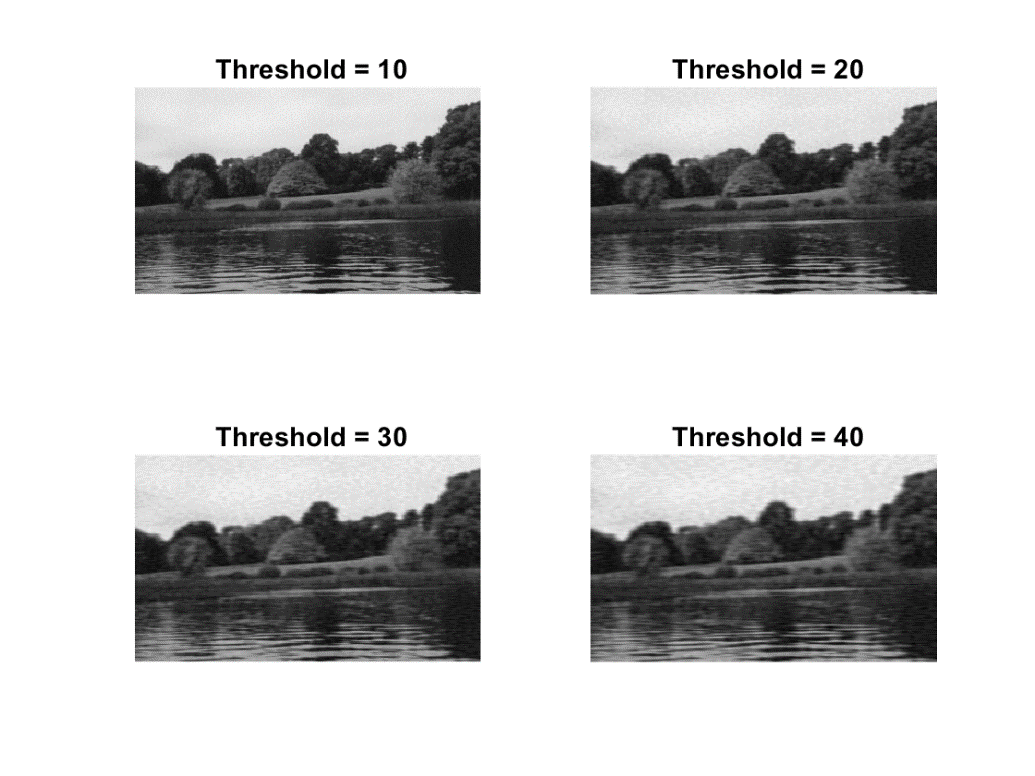 Threshold = 10
Threshold = 20
Threshold = 30
Threshold = 40